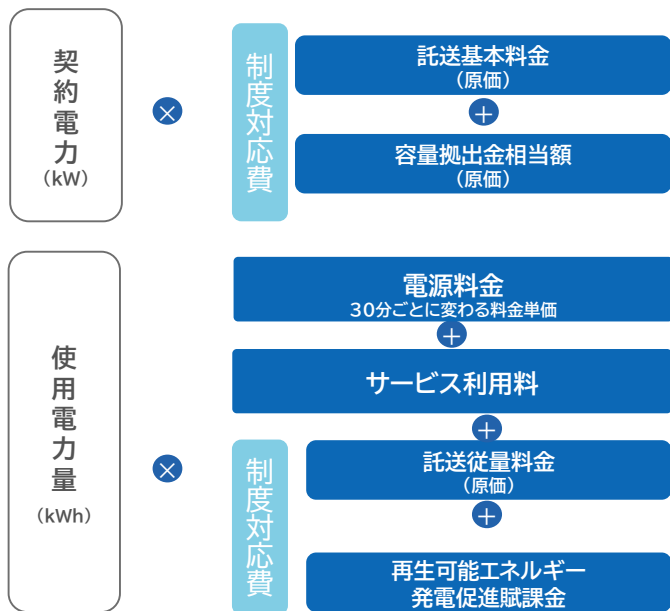 契約電力
（kW）
×
制度対応費
託送基本料金
（原価）
＋
容量拠出金相当額
（原価）
使用電力量
（kWh）
×
電源料金
30分ごとに変わる料金単価
＋
サービス利用料
＋
制度対応費
託送従量料金
（原価）
＋
再生可能エネルギー
発電促進賦課金